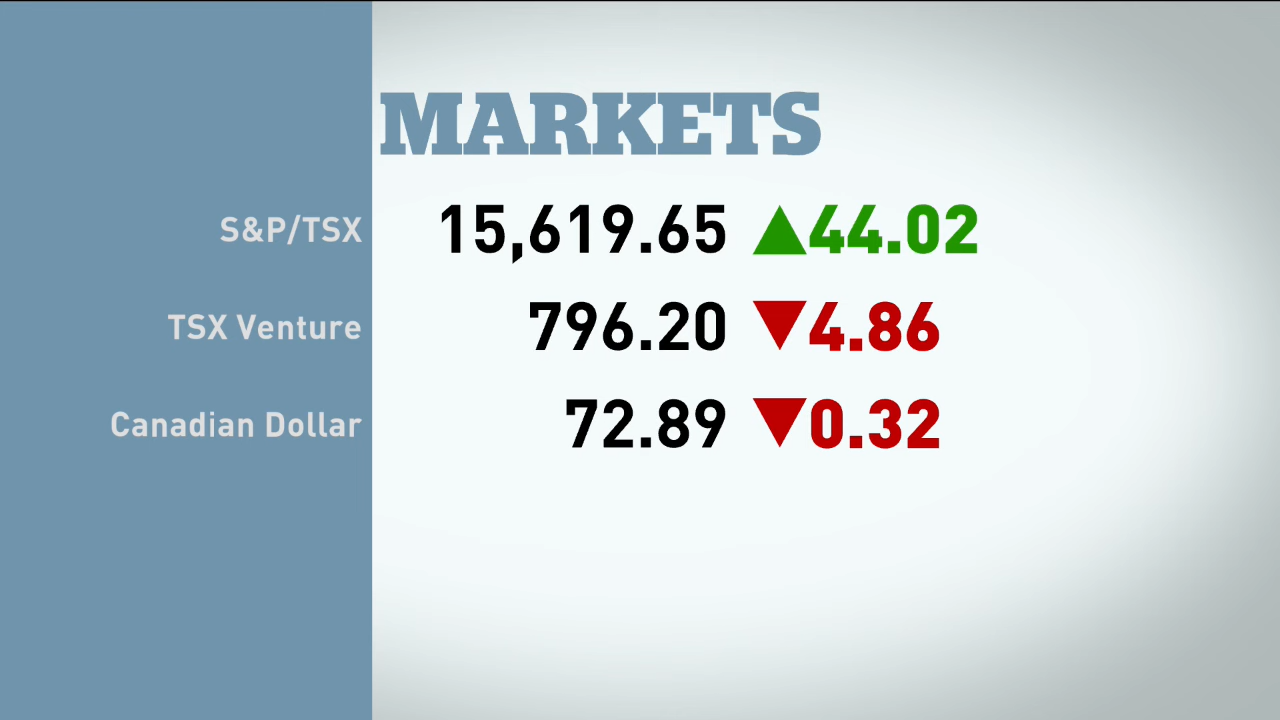 MARKETS
S&P/TSX 15,619.65 ▲44.02
TSX Venture 796.20 ▼4.86
Canadian Dollar 72.89 ▼0.32